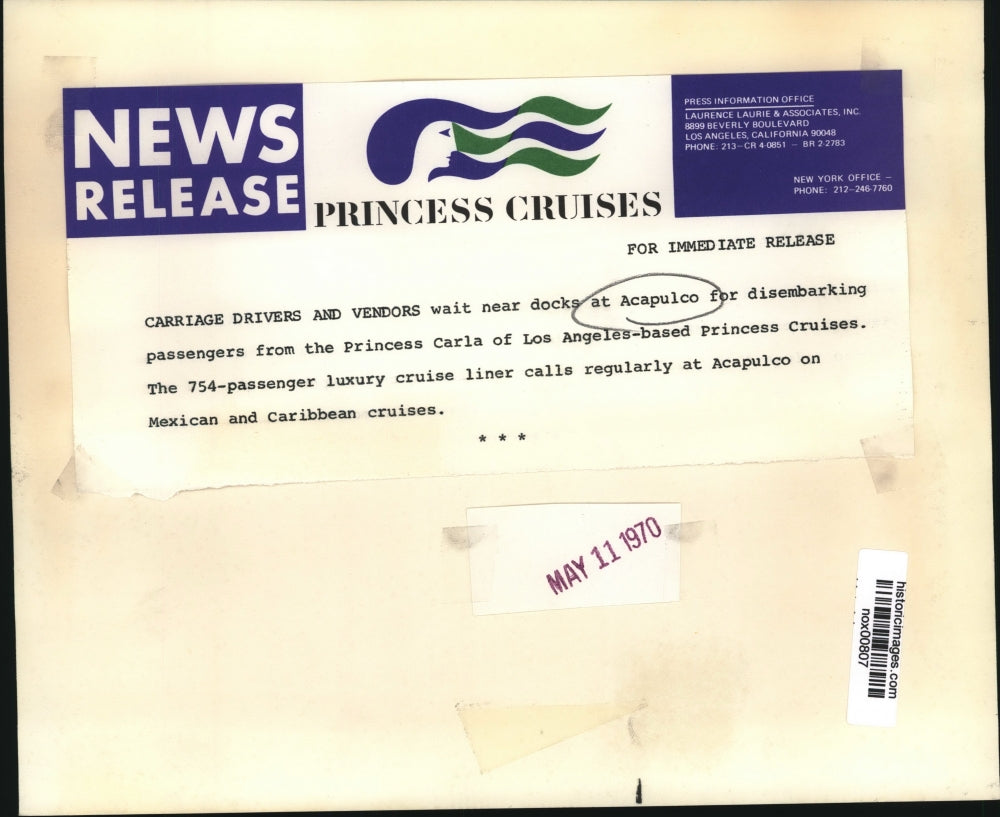 NEWS
RELEASE
PRINCESS CRUISES
PRESS INFORMATION OFFICE
LAURENCE LAURIE & ASSOCIATES, INC.
8899 BEVERLY BOULEVARD
LOS ANGELES, CALIFORNIA 90048
PHONE: 213-CR 4-0851 - BR 2-2783
NEW YORK OFFICE -
PHONE: 212-246-7760
FOR IMMEDIATE RELEASE
CARRIAGE DRIVERS AND VENDORS wait near docks at Acapulco for disembarking
passengers from the Princess Carla of Los Angeles-based Princess Cruises.
The 754-passenger luxury cruise liner calls regularly at Acapulco on
Mexican and Caribbean cruises.
* * *
MAY 11 1970
historicimages.com
nox00807